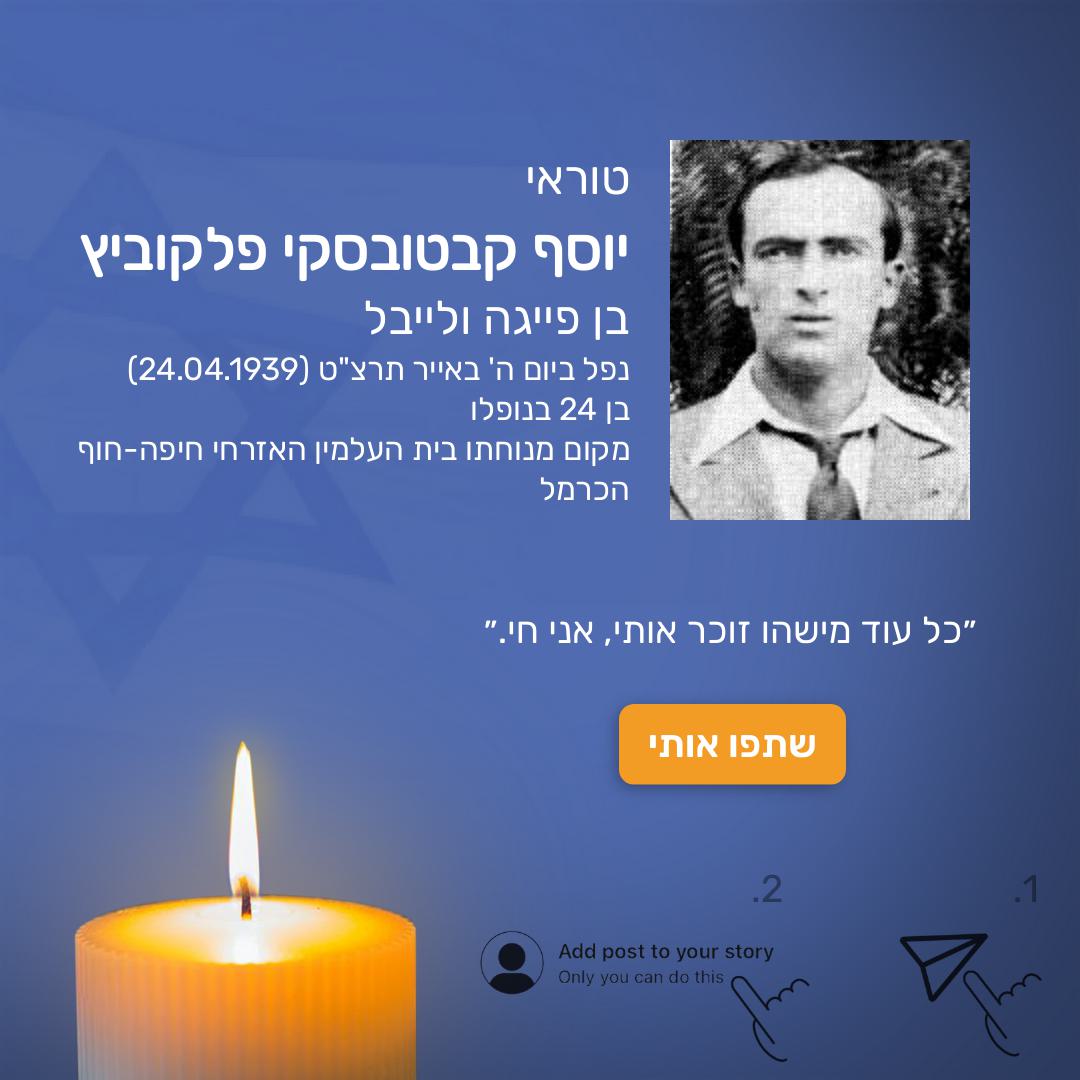 טוראי
יוסף קבטובסקי פלקוביץ
בן פייגה ולייבל
נפל ביום ה' באייר תרצ"ט (24.04.1939)
בן 24 בנופלו
מקום מנוחתו בית העלמין האזרחי חיפה-חוף
הכרמל
״כל עוד מישהו זוכר אותי, אני חי.״
שתפו אותי
.1
.2
Add post to your story
Only you can do this